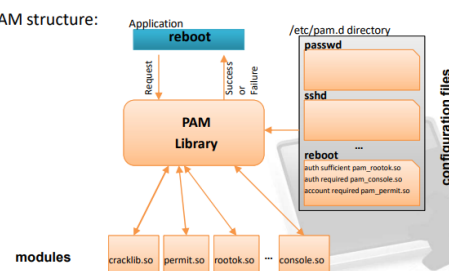 AM structure:
Application
reboot
Request
Success
or
Failure
/etc/pam.d directory
passwd
sshd
...
reboot
auth sufficient pam_rootok.so
auth required pam_console.so
account required pam_permit.so
configuration files
PAM
Library
modules
cracklib.so
permit.so
rootok.so
...
console.so